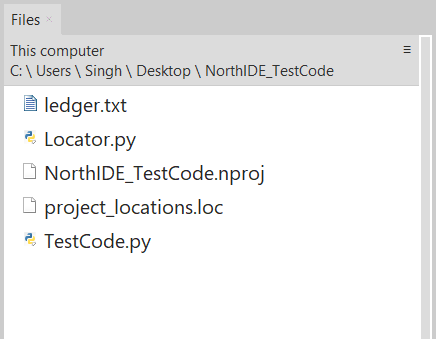 Files ×
This computer ≡
C: \ Users \ Singh \ Desktop \ NorthIDE_TestCode
ledger.txt
Locator.py
NorthIDE_TestCode.nproj
project_locations.loc
TestCode.py